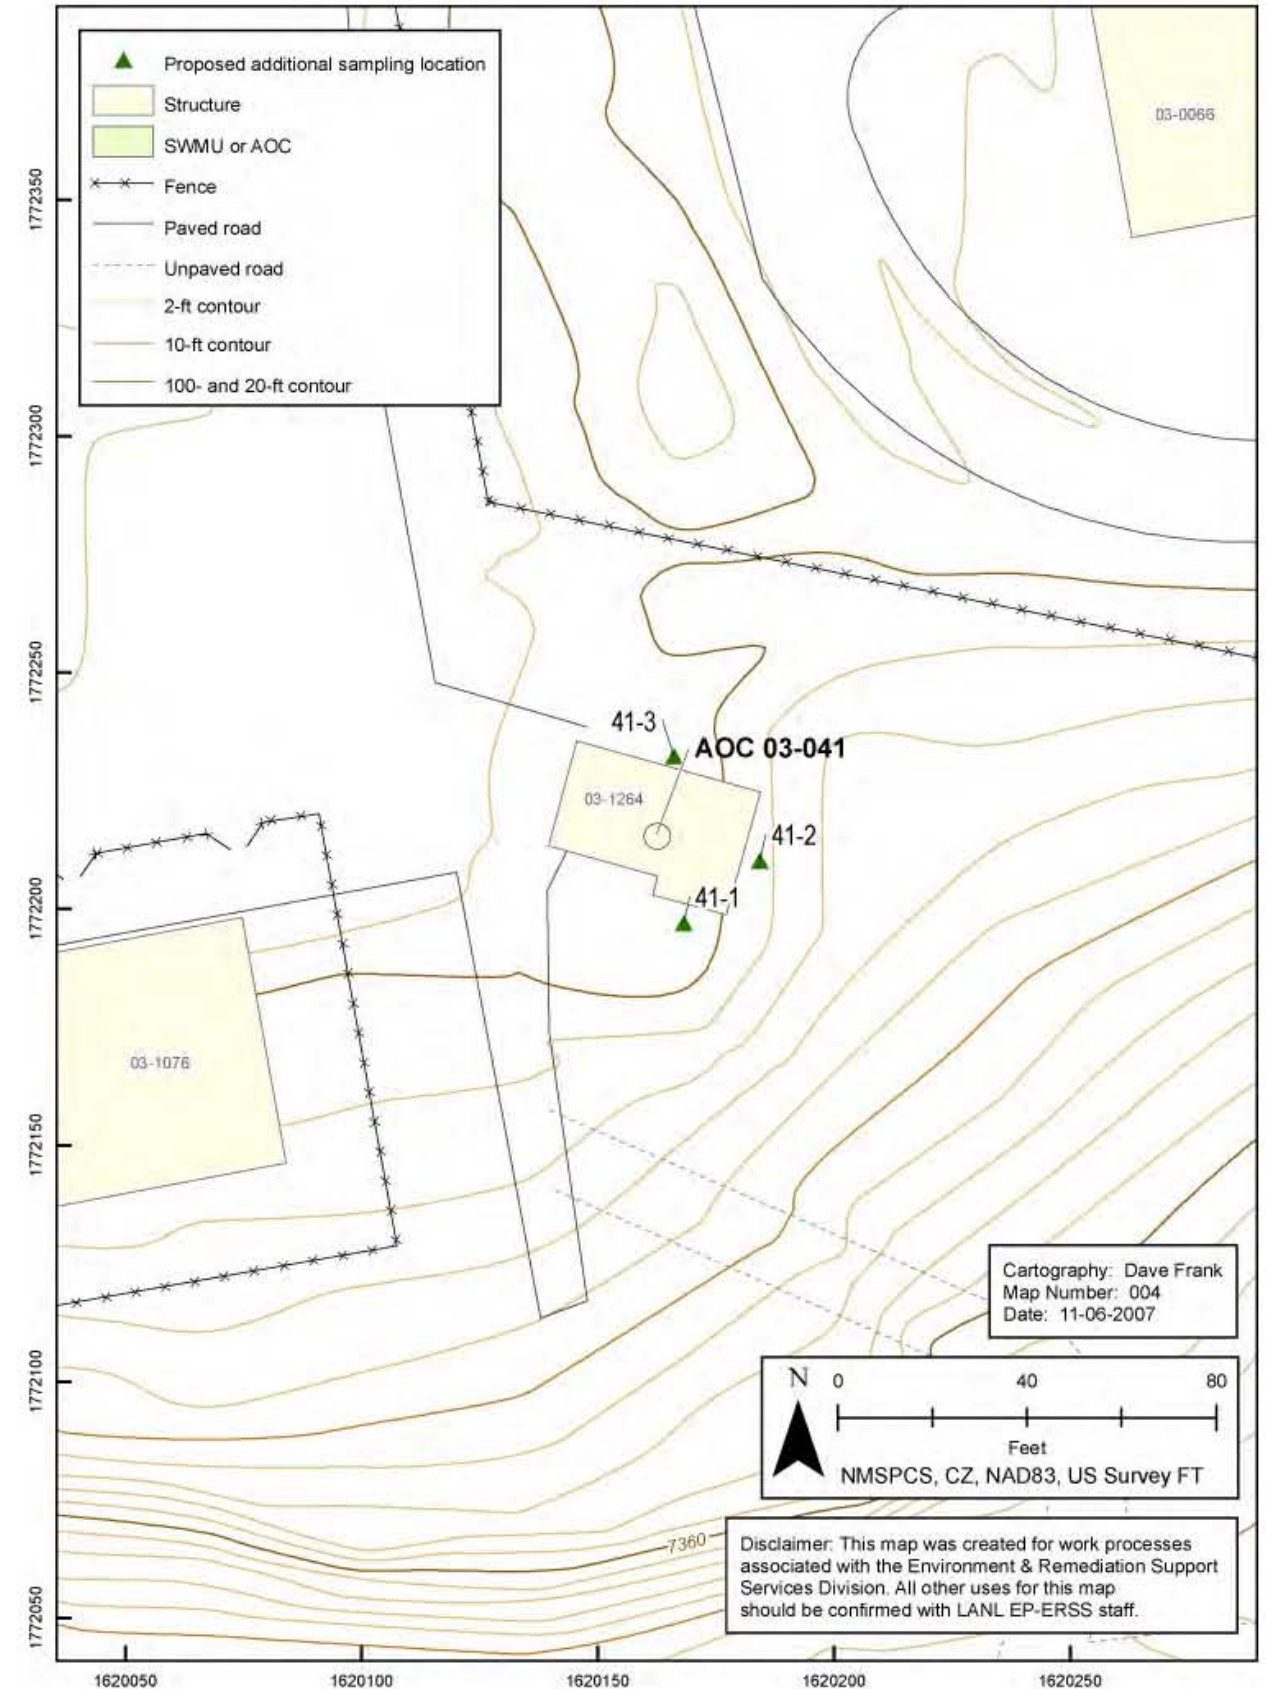 Proposed additional sampling location
Structure
SWMU or AOC
Fence
Paved road
Unpaved road
2-ft contour
10-ft contour
100- and 20-ft contour
03-0066
1772350
1772300
1772250
1772200
1772150
1772100
1772050
41-3
AOC 03-041
03-1264
41-2
41-1
03-1076
Cartography: Dave Frank
Map Number: 004
Date: 11-06-2007
N 0 40 80
Feet
NMSPCS, CZ, NAD83, US Survey FT
7360
Disclaimer: This map was created for work processes
associated with the Environment & Remediation Support
Services Division. All other uses for this map
should be confirmed with LANL EP-ERSS staff.
1620050 1620100 1620150 1620200 1620250